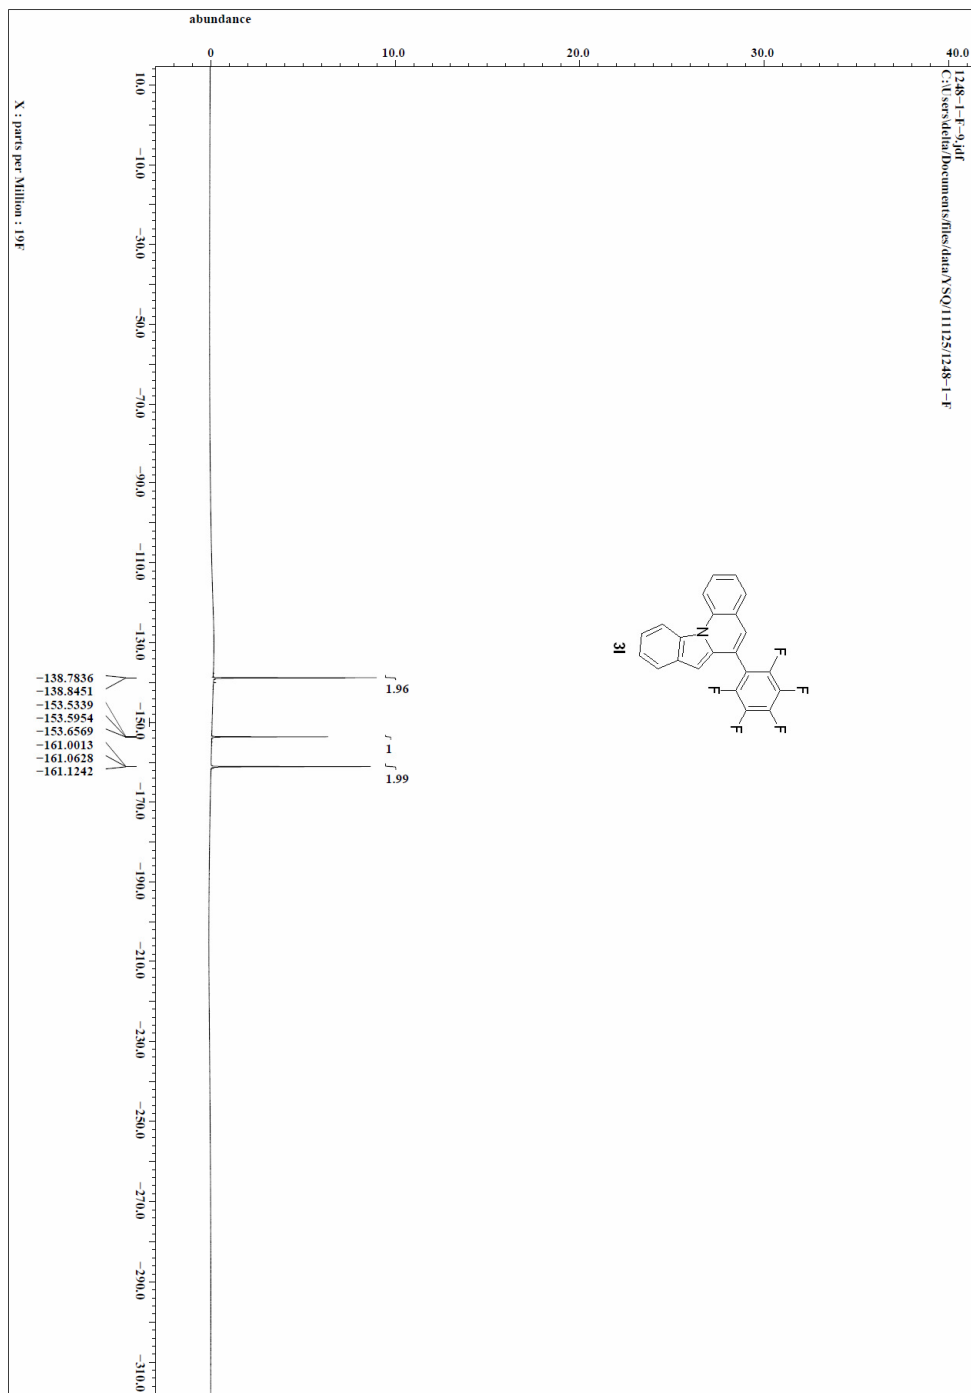 1248-1-F-9.jdf
C:/Users/delta/Documents/files/data/YSQ/111125/1248-1-F
abundance
0 10.0 20.0 30.0 40.0
10.0 -10.0 -30.0 -50.0 -70.0 -90.0 -110.0 -130.0 -150.0 -170.0 -190.0 -210.0 -230.0 -250.0 -270.0 -290.0 -310.0
X : parts per Million : 19F
-138.7836
-138.8451
-153.5339
-153.5954
-153.6569
-161.0013
-161.0628
-161.1242
1.96
1
1.99
N
F
F
F
F
F
3l